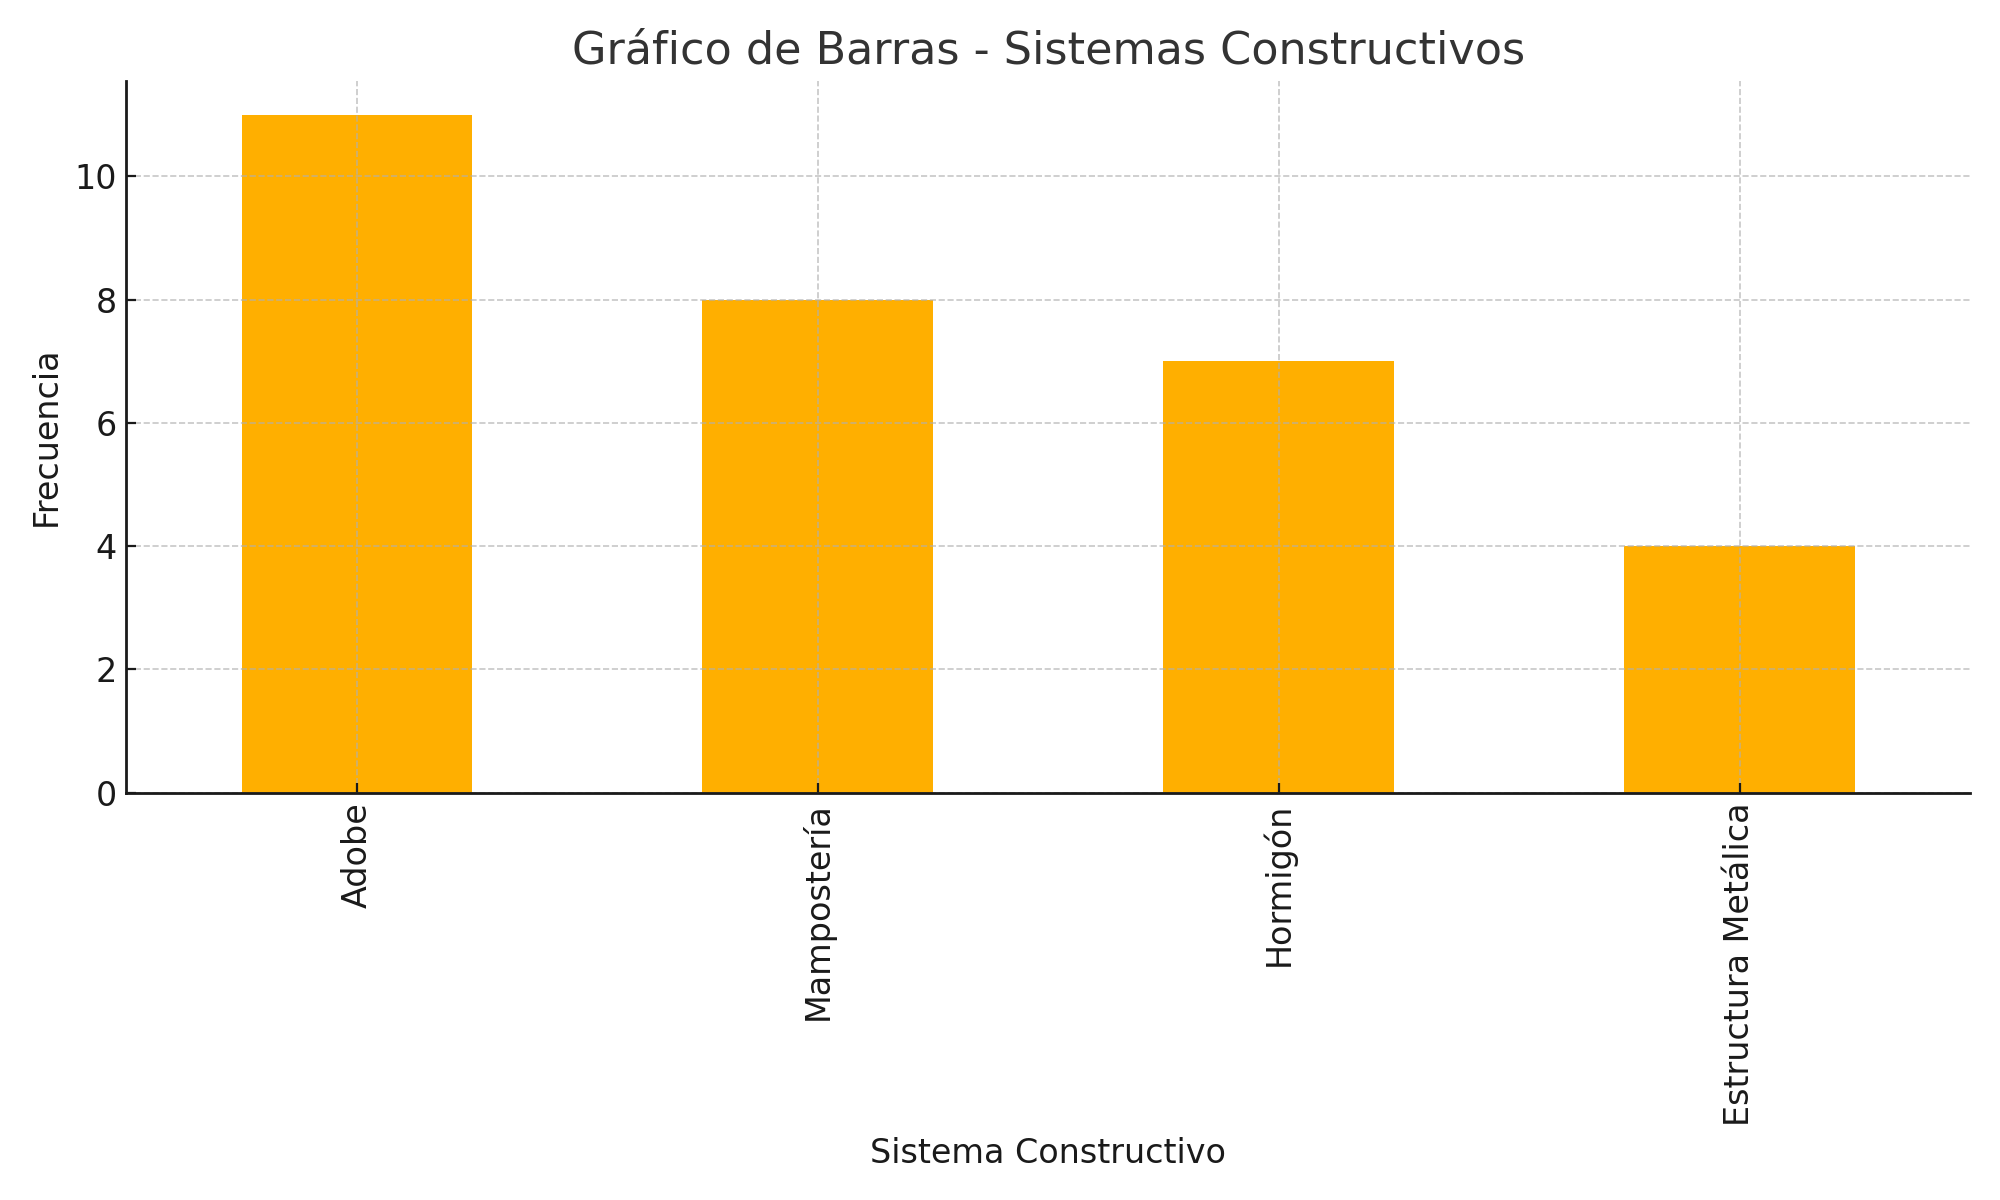 Gráfico de Barras - Sistemas Constructivos
Frecuencia
10
8
6
4
2
0
Adobe
Mampostería
Hormigón
Estructura Metálica
Sistema Constructivo